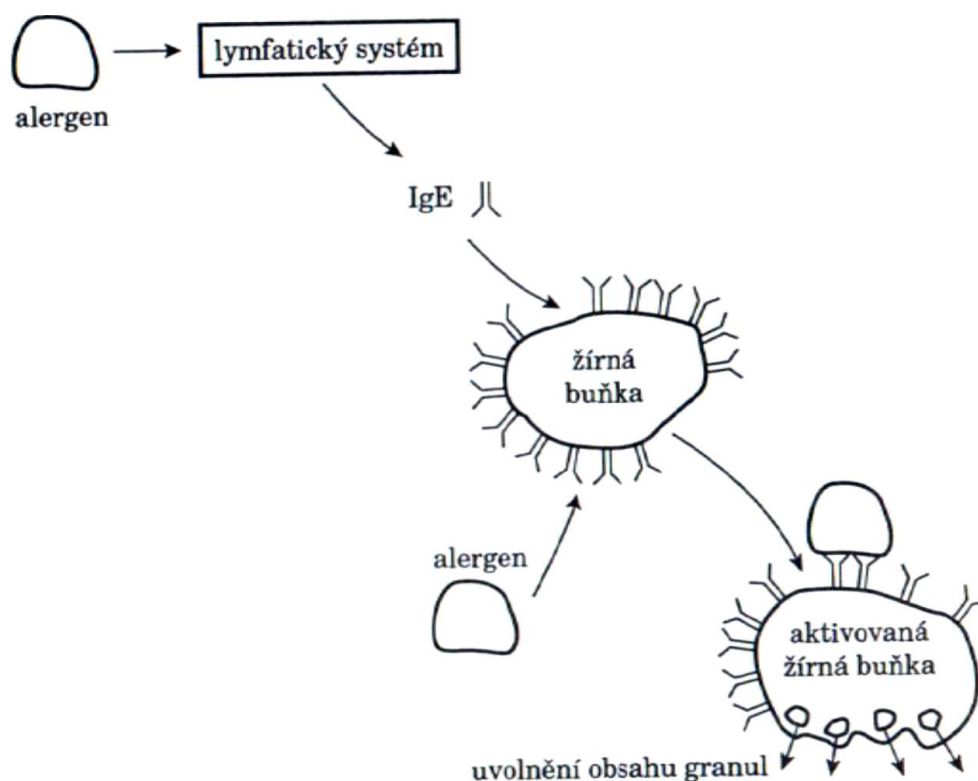 lymfatický systém
alergen
IgE
žírná
buňka
alergen
aktivovaná
žírná buňka
uvolnění obsahu granul